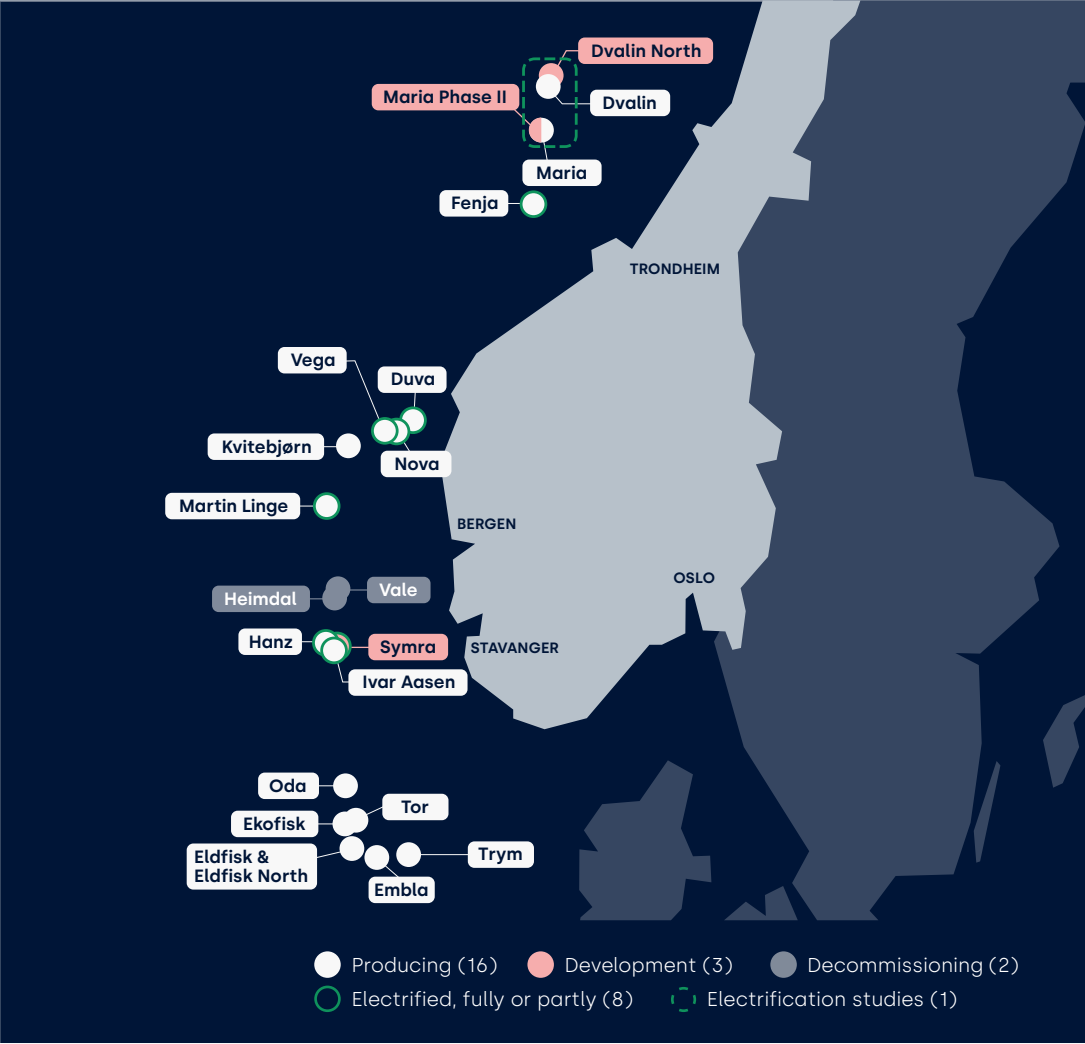 Dvalin North
Maria Phase II
Dvalin
Maria
Fenja
TRONDHEIM
Vega
Duva
Kvitebjørn
Nova
Martin Linge
BERGEN
OSLO
Heimdal
Vale
Hanz
Symra
STAVANGER
Ivar Aasen
Oda
Tor
Ekofisk
Eldfisk &
Eldfisk North
Trym
Embla
Producing (16)
Development (3)
Decommissioning (2)
Electrified, fully or partly (8)
Electrification studies (1)